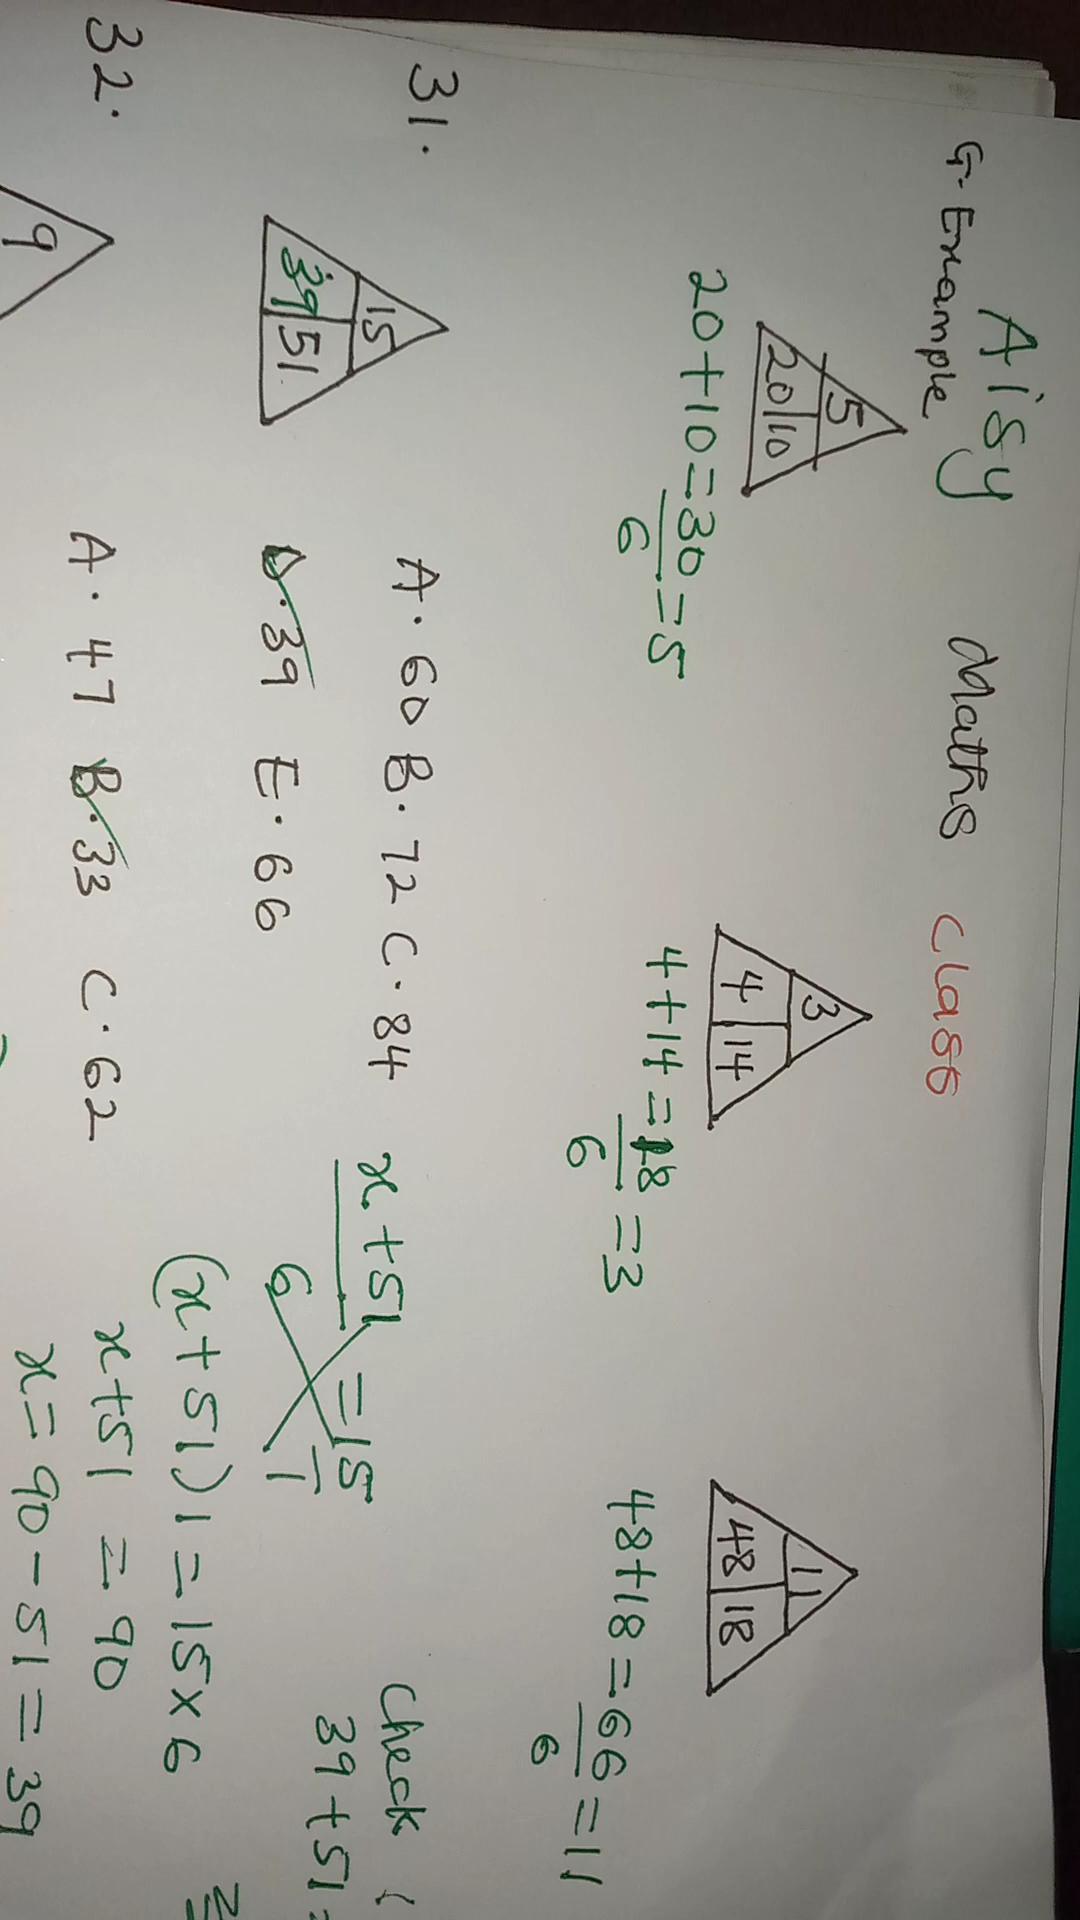 Aisy Maths Class
G. Example
5
20 10
3
4 14
11
48 18
20+10=30/6=5
4+14=18/6=3
48+18=66/6=11
31.
15
39 51
A. 60 B. 72 C. 84
D. 39 E. 66
x+51/6=15/1
(x+51)1=15×6
x+51=90
x=90-51=39
Check
39+51=
32.
9
A. 47 B. 33 C. 62